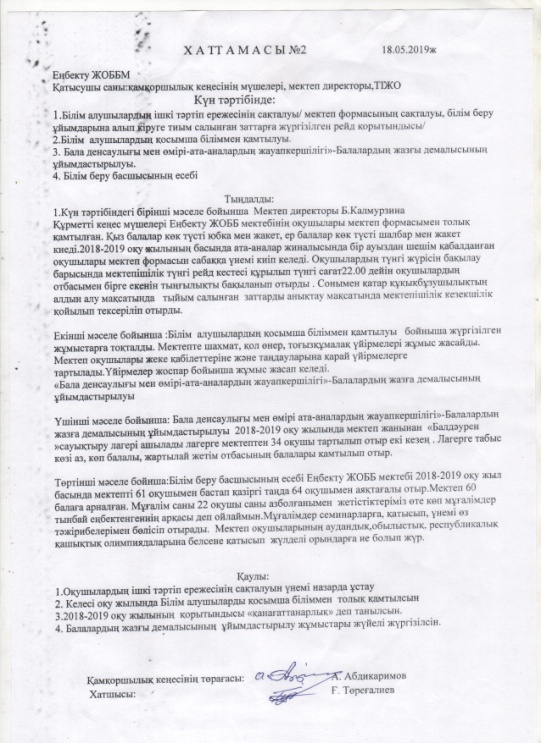 Х А Т Т А М А С Ы №2 18.05.2019ж
Еңбекту ЖОББМ
Қатысушы саны:қамқоршылық кеңесінің мүшелері, мектеп директоры,ТІЖО
Күн тәртібінде:
1.Білім алушылардың ішкі тәртіп ережесінің сақталуы/ мектеп формасының сақталуы, білім беру
ұйымдарына алып кіруге тиым салынған заттарға жүргізілген рейд қорытындысы/
2.Білім алушылардың қосымша біліммен қамтылуы.
3. Бала денсаулығы мен өмірі-ата-аналардың жауапкершілігі»-Балалардың жазғы демалысының
ұйымдастырылуы.
4. Білім беру басшысының есебі
Тыңдалды:
1.Күн тәртібіндегі бірінші мәселе бойынша Мектеп директоры Б.Калмурзина
Құрметті кеңес мүшелері Еңбекту ЖОББ мектебінің оқушылары мектеп формасымен толық
қамтылған. Қыз балалар көк түсті юбка мен жакет, ер балалар көк түсті шалбар мен жакет
киеді.2018-2019 оқу жылының басында ата-аналар жиналысында бір ауыздан шешім қабалданған
оқушылары мектеп формасын сабаққа үнемі киіп келеді. Оқушылардың түнгі жүрісін бақылау
барысында мектепішілік түнгі рейд кестесі құрылып түнгі сағат22.00 дейін оқушылардың
отбасымен бірге екенін тыңғылықты бақыланып отырды . Сонымен қатар құқықбұзушылықтың
алдын алу мақсатында тыйым салынған заттарды анықтау мақсатында мектепішілік кезекшілік
қойылып тексеріліп отырды.
Екінші мәселе бойынша :Білім алушылардың қосымша біліммен қамтылуы бойныша жүргізілген
жұмыстарға тоқталды. Мектепте шахмат, қол өнер, тоғызқұмалақ үйірмелері жұмыс жасайды.
Мектеп оқушылары жеке қабілеттеріне және таңдауларына қарай үйірмелерге
тартылады.Үйірмелер жоспар бойынша жұмыс жасап келеді.
«Бала денсаулығы мен өмірі-ата-аналардың жауапкершілігі»-Балалардың жазға демалысының
ұйымдастырылуы
Үшінші мәселе бойынша: Бала денсаулығы мен өмірі ата-аналардың жауапкершілігі»-Балалардың
жазға демалысының ұйымдастырылуы 2018-2019 оқу жылында мектеп жанынан «Балдәурен
»сауықтыру лагері ашылады лагерге мектептен 34 оқушы тартылып отыр екі кезең . Лагерге табыс
көзі аз, көп балалы, жартылай жетім отбасының балалары қамтылып отыр.
Төртінші мәселе бойнша:Білім беру басшысының есебі Еңбекту ЖОББ мектебі 2018-2019 оқу жыл
басында мектепті 61 оқушымен бастап қазіргі таңда 64 оқушымен аяқтағалы отыр.Мектеп 60
балаға арналған. Мұғалім саны 22 оқушы саны азболғанымен жетістіктеріміз өте көп мұғалімдер
тынбай еңбектенгеннің арқасы деп ойлаймын.Мұғалімдер семинарларға, қатысып, үнемі өз
тәжірибелерімен бөлісіп отырады. Мектеп оқушыларының аудандық,облыстық, республикалық
қашықтық олимпиадаларына белсене қатысып жүлделі орындарға ие болып жүр.
Қаулы:
1.Оқушылардың ішкі тәртіп ережесінің сақталуын үнемі назарда ұстау
2. Келесі оқу жылында Білім алушыларды қосымша біліммен толық қамтылсын
3.2018-2019 оқу жылының қорытындысы «қанағаттанарлық» деп танылсын.
4. Балалардың жазғы демалысының ұйымдастырылу жұмыстары жүйелі жүргізілсін.
Қамқоршылық кеңесінің төрағасы: А. Абдикаримов
Хатшысы: Ғ. Төреғалиев